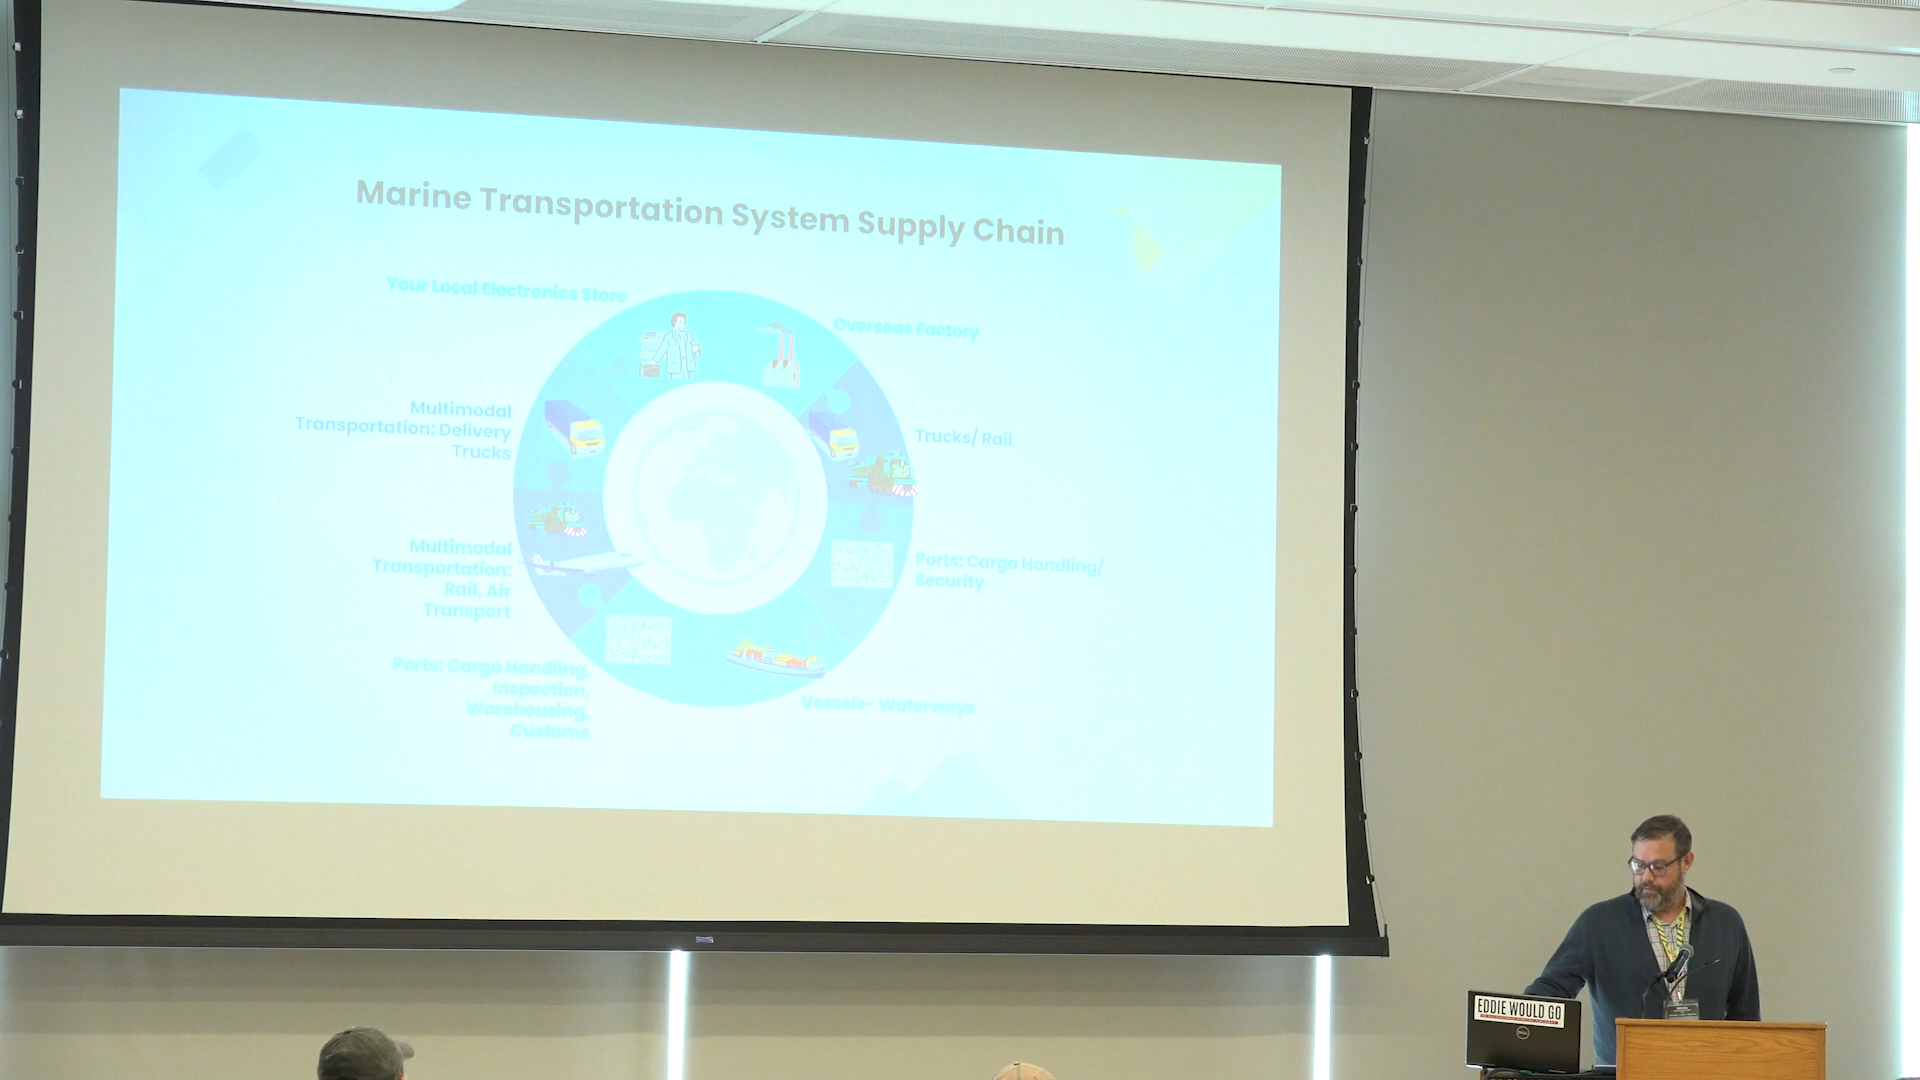 Marine Transportation System Supply Chain
Your Local Electronics Store
Overseas Factory
Multimodal
Transportation: Delivery
Trucks
Trucks/ Rail
Multimodal
Transportation:
Rail, Air
Transport
Ports: Cargo Handling/
Security
Ports: Cargo Handling,
Inspection,
Warehousing,
Customs
Vessels- Waterways
EDDIE WOULD GO
DELL